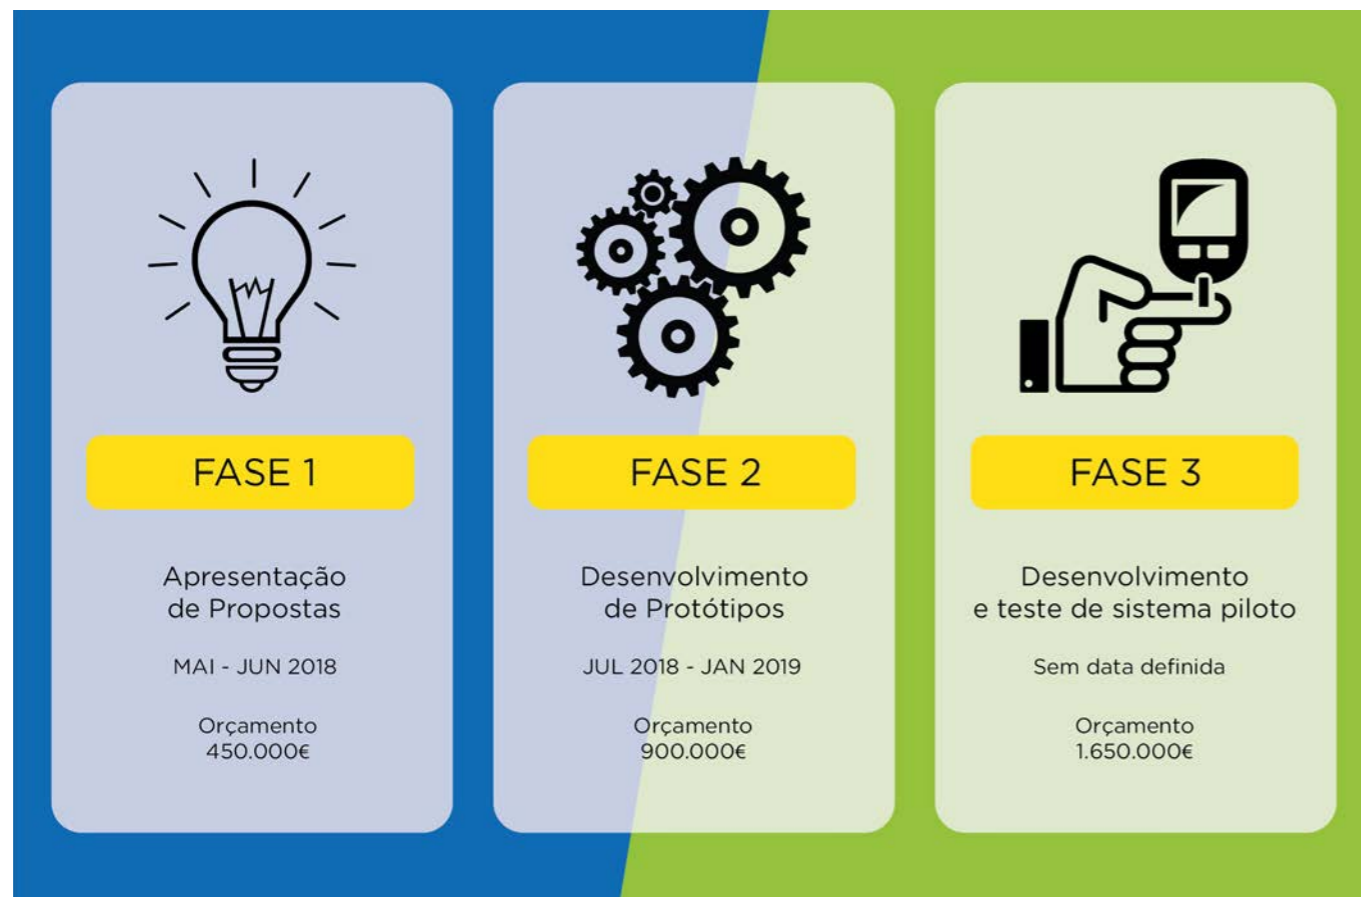 FASE 1
Apresentação
de Propostas
MAI - JUN 2018
Orçamento
450.000€
FASE 2
Desenvolvimento
de Protótipos
JUL 2018 - JAN 2019
Orçamento
900.000€
FASE 3
Desenvolvimento
e teste de sistema piloto
Sem data definida
Orçamento
1.650.000€